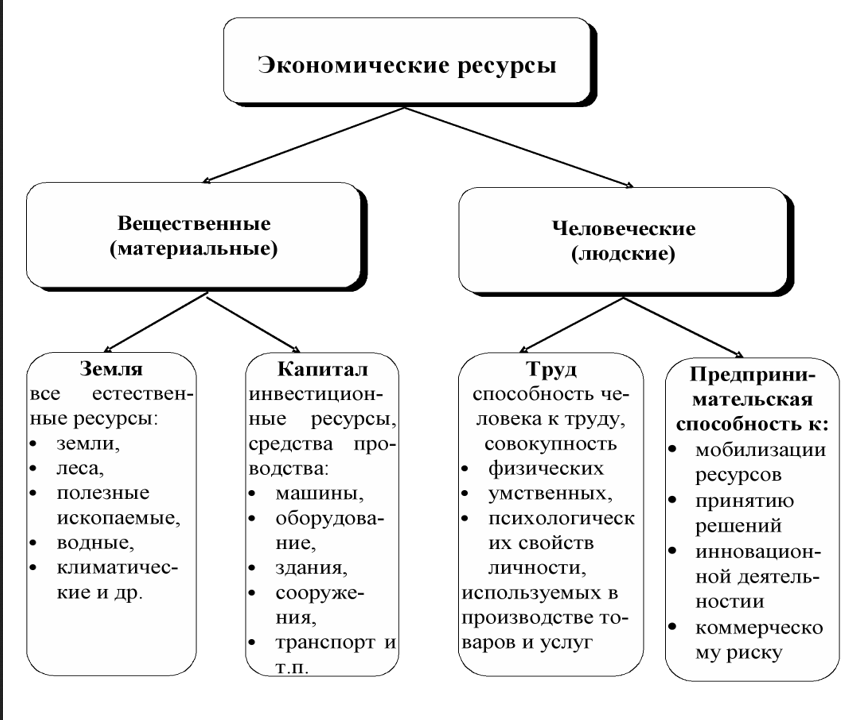 Экономические ресурсы
Вещественные
(материальные)
Человеческие
(людские)
Земля
все естествен-
ные ресурсы:
• земли,
• леса,
• полезные
ископаемые,
• водные,
• климатичес-
кие и др.
Капитал
инвестицион-
ные ресурсы,
средства про-
водства:
• машины,
• оборудова-
ние,
• здания,
• сооруже-
ния,
• транспорт и
т.п.
Труд
способность че-
ловека к труду,
совокупность
• физических
• умственных,
• психологическ
их свойств
личности,
используемых в
производстве то-
варов и услуг
Предприни-
мательская
способность к:
• мобилизации
ресурсов
• принятию
решений
• инновацион-
ной деятель-
ностии
• коммерческо
му риску